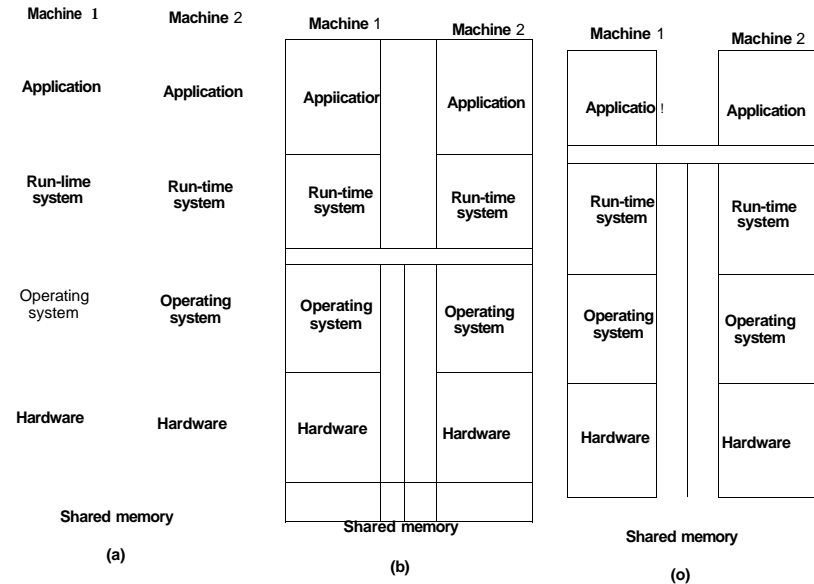 Machine 1
Machine 2
Application
Application
Run-lime
system
Run-time
system
Operating
system
Operating
system
Hardware
Hardware
Shared memory
(a)
Machine 1
Machine 2
Appiicatior
Application
Run-time
system
Run-time
system
Operating
system
Operating
system
Hardware
Hardware
Shared memory
(b)
Machine 1
Machine 2
Applicatio!
Application
Run-time
system
Run-time
system
Operating
system
Operating
system
Hardware
Hardware
Shared memory
(o)